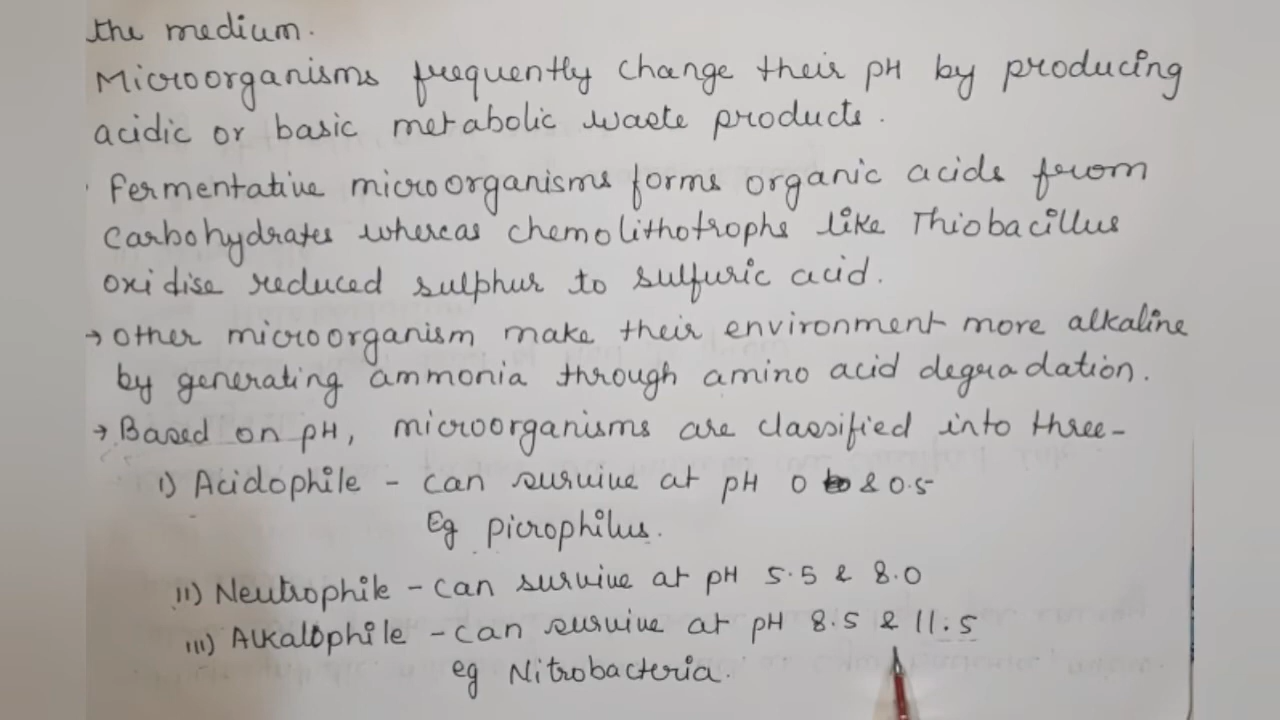 the medium.
Microorganisms frequently change their pH by producing
acidic or basic metabolic waste products.
Fermentative microorganisms forms organic acids from
carbohydrates whereas chemolithotrophs like Thiobacillus
oxidise reduced sulphur to sulfuric acid.
→ Other microorganism make their environment more alkaline
by generating ammonia through amino acid degradation.
→ Based on pH, microorganisms are classified into three-
i) Acidophile - can survive at pH 0 & 0.5
Eg picrophilus.
ii) Neutrophile - can survive at pH 5.5 & 8.0
iii) Alkalophile - can survive at pH 8.5 & 11.5
eg Nitrobacteria.